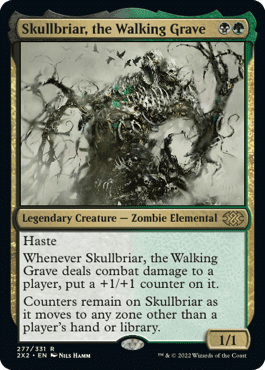 Skullbriar, the Walking Grave
Legendary Creature — Zombie Elemental
Haste
Whenever Skullbriar, the Walking
Grave deals combat damage to a
player, put a +1/+1 counter on it.
Counters remain on Skullbriar as
it moves to any zone other than a
player's hand or library.
1/1
277/331 R
2X2 • EN NILS HAMM
™ & © 2022 Wizards of the Coast